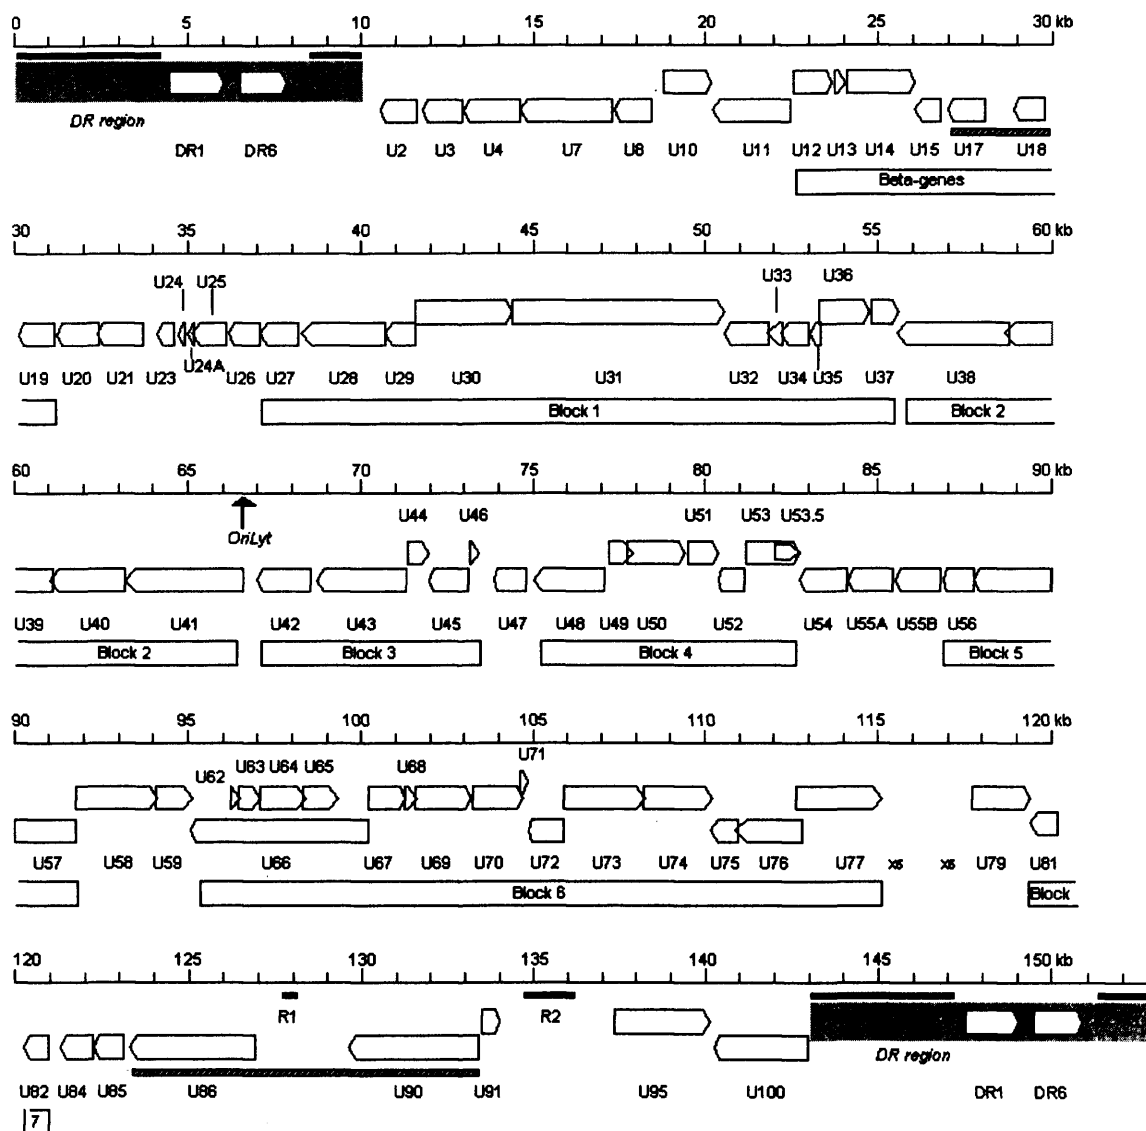 0 5 10 15 20 25 30 kb
DR region
DR1 DR6 U2 U3 U4 U7 U8 U10 U11 U12 U13 U14 U15 U17 U18
Beta-genes
30 35 40 45 50 55 60 kb
U24 U25 U33 U36
U24A
U19 U20 U21 U23 U26 U27 U28 U29 U30 U31 U32 U34 U35 U37 U38
Block 1 Block 2
60 65 70 75 80 85 90 kb
OriLyt
U44 U46 U51 U53 U53.5
U39 U40 U41 U42 U43 U45 U47 U48 U49 U50 U52 U54 U55A U55B U56
Block 2 Block 3 Block 4 Block 5
90 95 100 105 110 115 120 kb
U71
U62 U63 U64 U65 U68
U57 U58 U59 U66 U67 U69 U70 U72 U73 U74 U75 U76 U77 x5 x5 U79 U81
Block 6 Block
120 125 130 135 140 145 150 kb
R1 R2
DR region
U82 U84 U85 U86 U90 U91 U95 U100 DR1 DR6
7